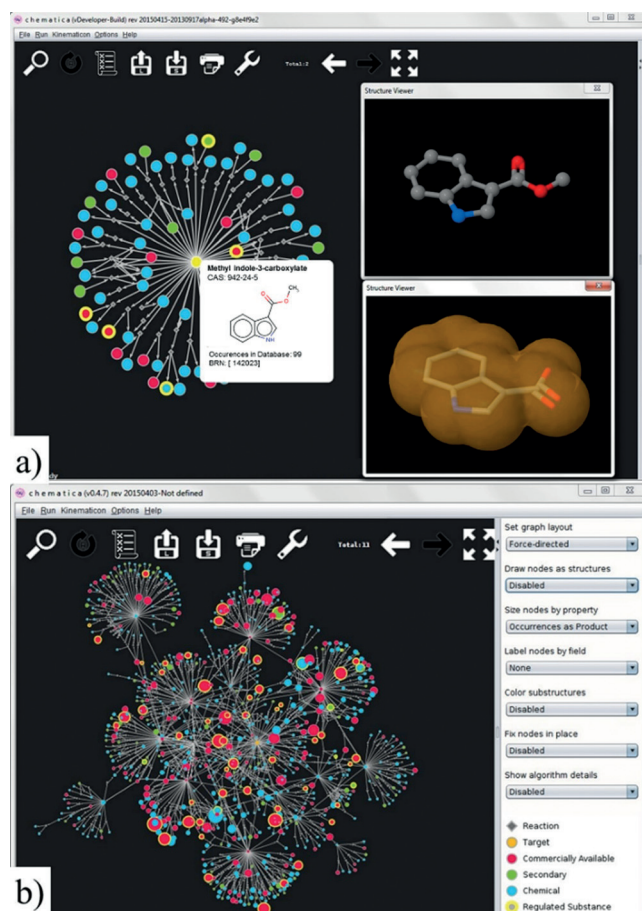 c h e m a t i c a (vDeveloper-Build) rev 20150415-20130917alpha-492-g8e4f9e2
File Run Kinematicon Options Help
Total:2
Structure Viewer
Methyl indole-3-carboxylate
CAS: 942-24-5
O
O
CH3
NH
Occurences in Database: 99
BRN: [ 142023]
Structure Viewer
a)
c h e m a t i c a (v0.4.7) rev 20150403-Not defined
File Run Kinematicon Options Help
Total:11
Set graph layout
Force-directed
Draw nodes as structures
Disabled
Size nodes by property
Occurrences as Product
Label nodes by field
None
Color substructures
Disabled
Fix nodes in place
Disabled
Show algorithm details
Disabled
Reaction
Target
Commercially Available
Secondary
Chemical
Regulated Substance
b)